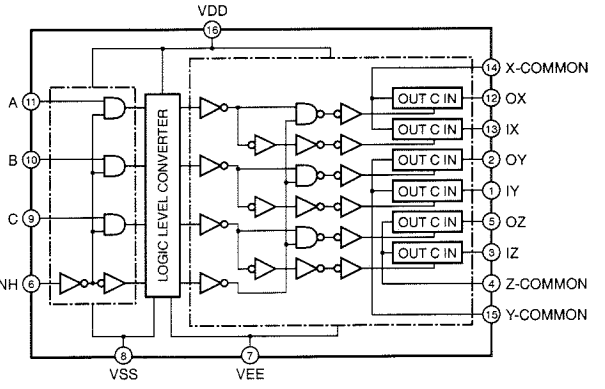 VDD
16
14 X-COMMON
A 11
OUT C IN 12 OX
OUT C IN 13 IX
B 10
OUT C IN 2 OY
LOGIC LEVEL CONVERTER
OUT C IN 1 IY
C 9
OUT C IN 5 OZ
OUT C IN 3 IZ
NH 6
4 Z-COMMON
15 Y-COMMON
8
7
VSS
VEE